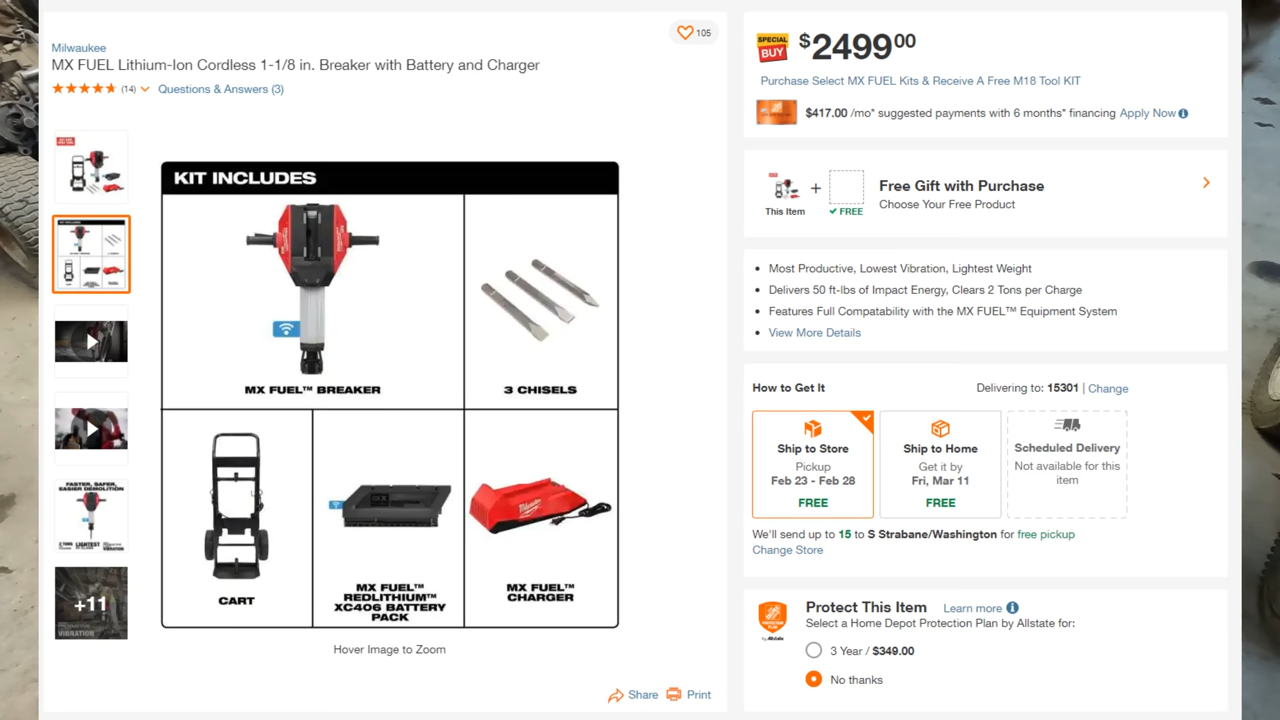 Milwaukee
MX FUEL Lithium-Ion Cordless 1-1/8 in. Breaker with Battery and Charger
(14)
Questions & Answers (3)
105
KIT INCLUDES
MX FUEL™ BREAKER
3 CHISELS
CART
MX FUEL™
REDLITHIUM™
XC406 BATTERY
PACK
MX FUEL™
CHARGER
FASTER, SAFER,
EASIER DEMOLITION
+11
VIBRATION
Hover Image to Zoom
Share
Print
SPECIAL
BUY
$2499⁰⁰
Purchase Select MX FUEL Kits & Receive A Free M18 Tool KIT
$417.00 /mo* suggested payments with 6 months* financing Apply Now
This Item
+
✔ FREE
Free Gift with Purchase
Choose Your Free Product
• Most Productive, Lowest Vibration, Lightest Weight
• Delivers 50 ft-lbs of Impact Energy, Clears 2 Tons per Charge
• Features Full Compatability with the MX FUEL™ Equipment System
• View More Details
How to Get It
Delivering to: 15301 | Change
Ship to Store
Pickup
Feb 23 - Feb 28
FREE
Ship to Home
Get it by
Fri, Mar 11
FREE
Scheduled Delivery
Not available for this
item
We'll send up to 15 to S Strabane/Washington for free pickup
Change Store
Protect This Item Learn more
Select a Home Depot Protection Plan by Allstate for:
3 Year / $349.00
No thanks